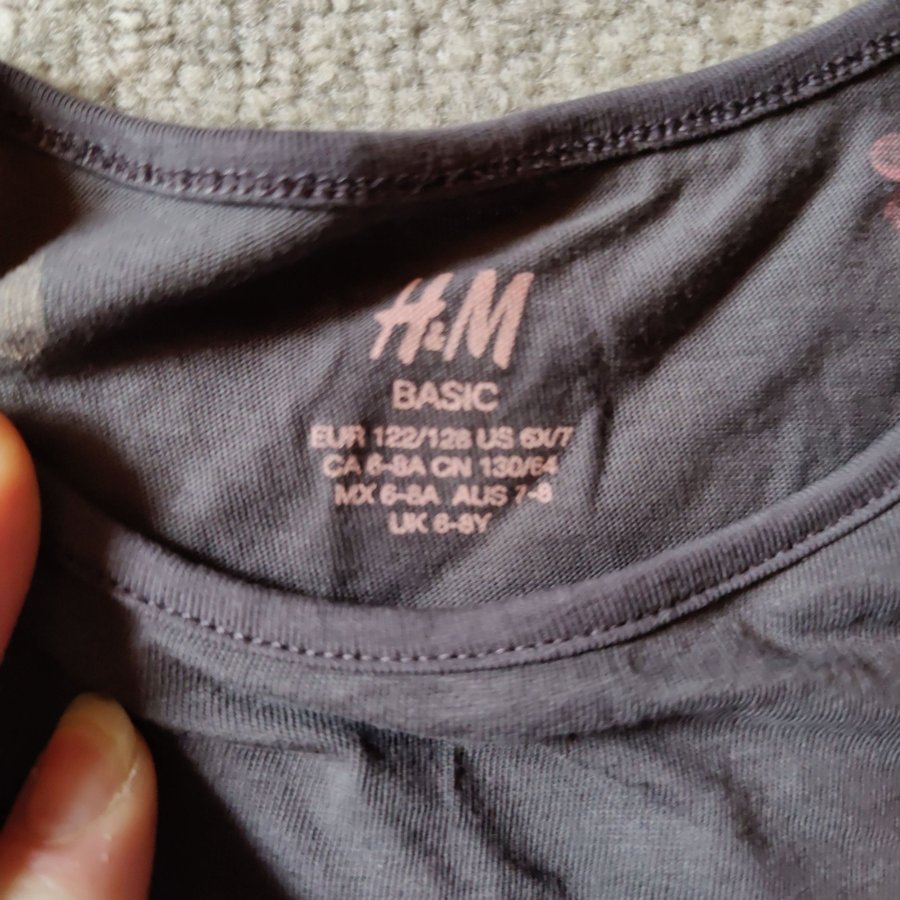 H&M
BASIC
EUR 122/128 US 6X/7
CA 6-8A CN 130/64
MX 6-8A AUS 7-8
UK 6-8Y